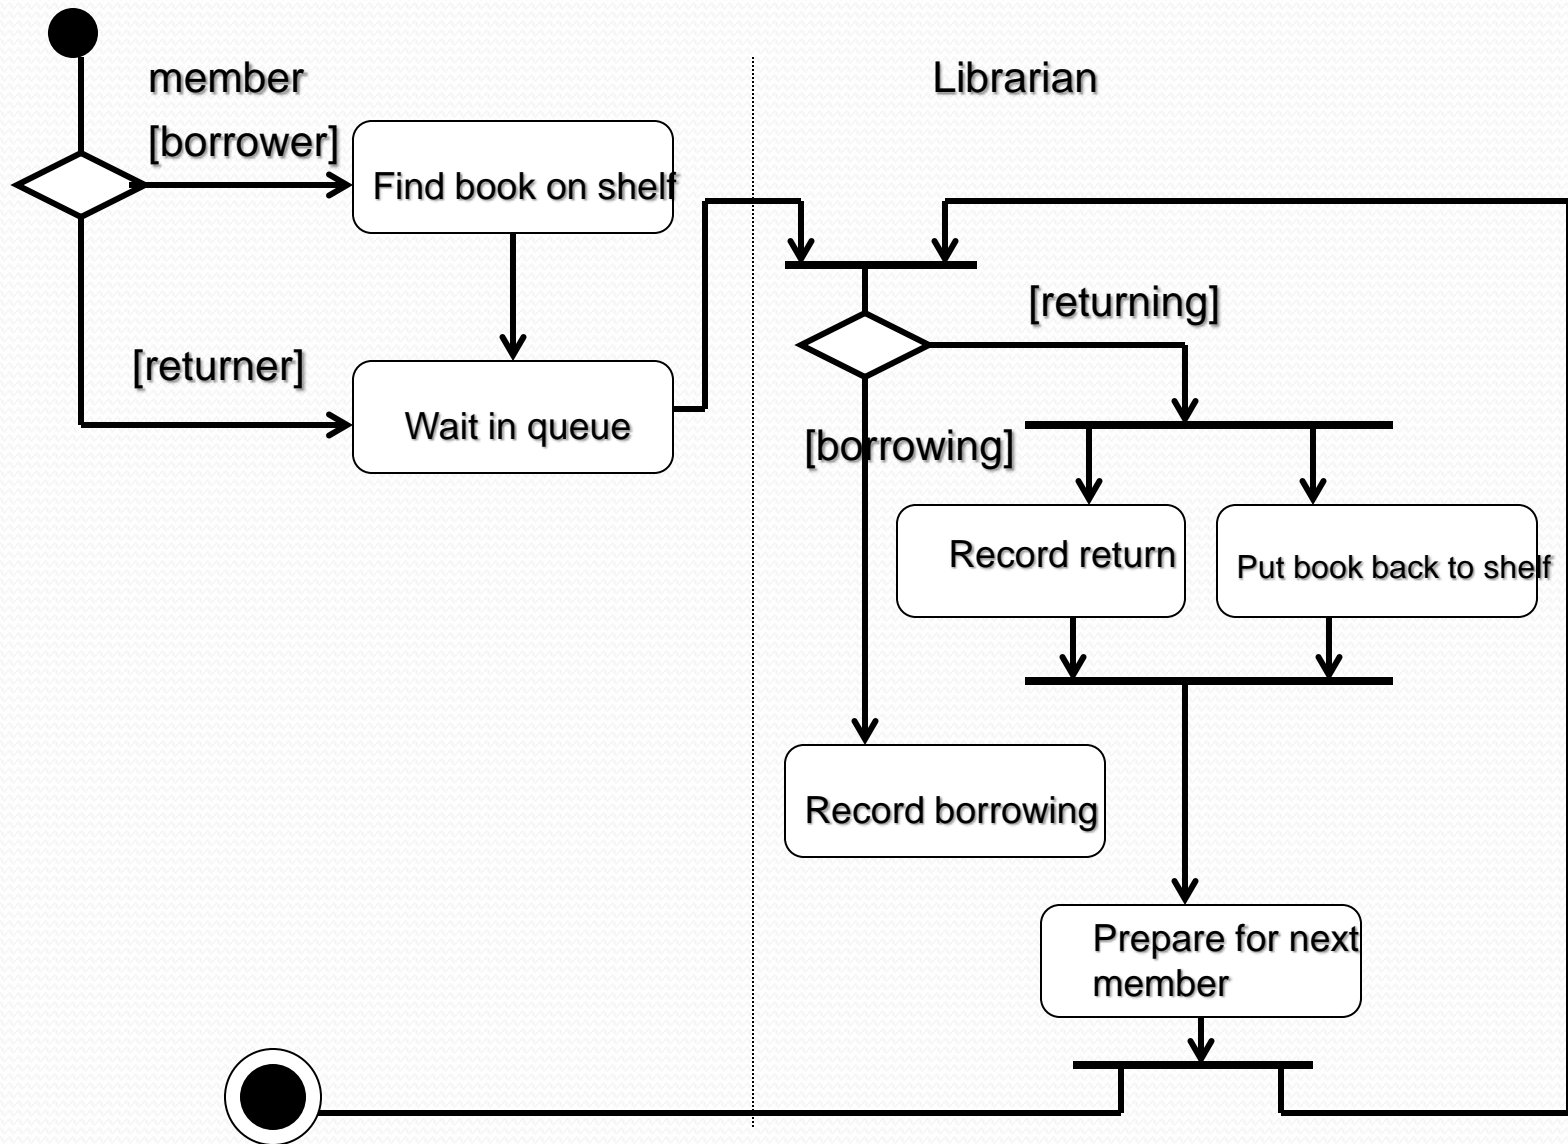 member
Librarian
[borrower]
Find book on shelf
[returning]
[returner]
Wait in queue
[borrowing]
Record return
Put book back to shelf
Record borrowing
Prepare for next
member